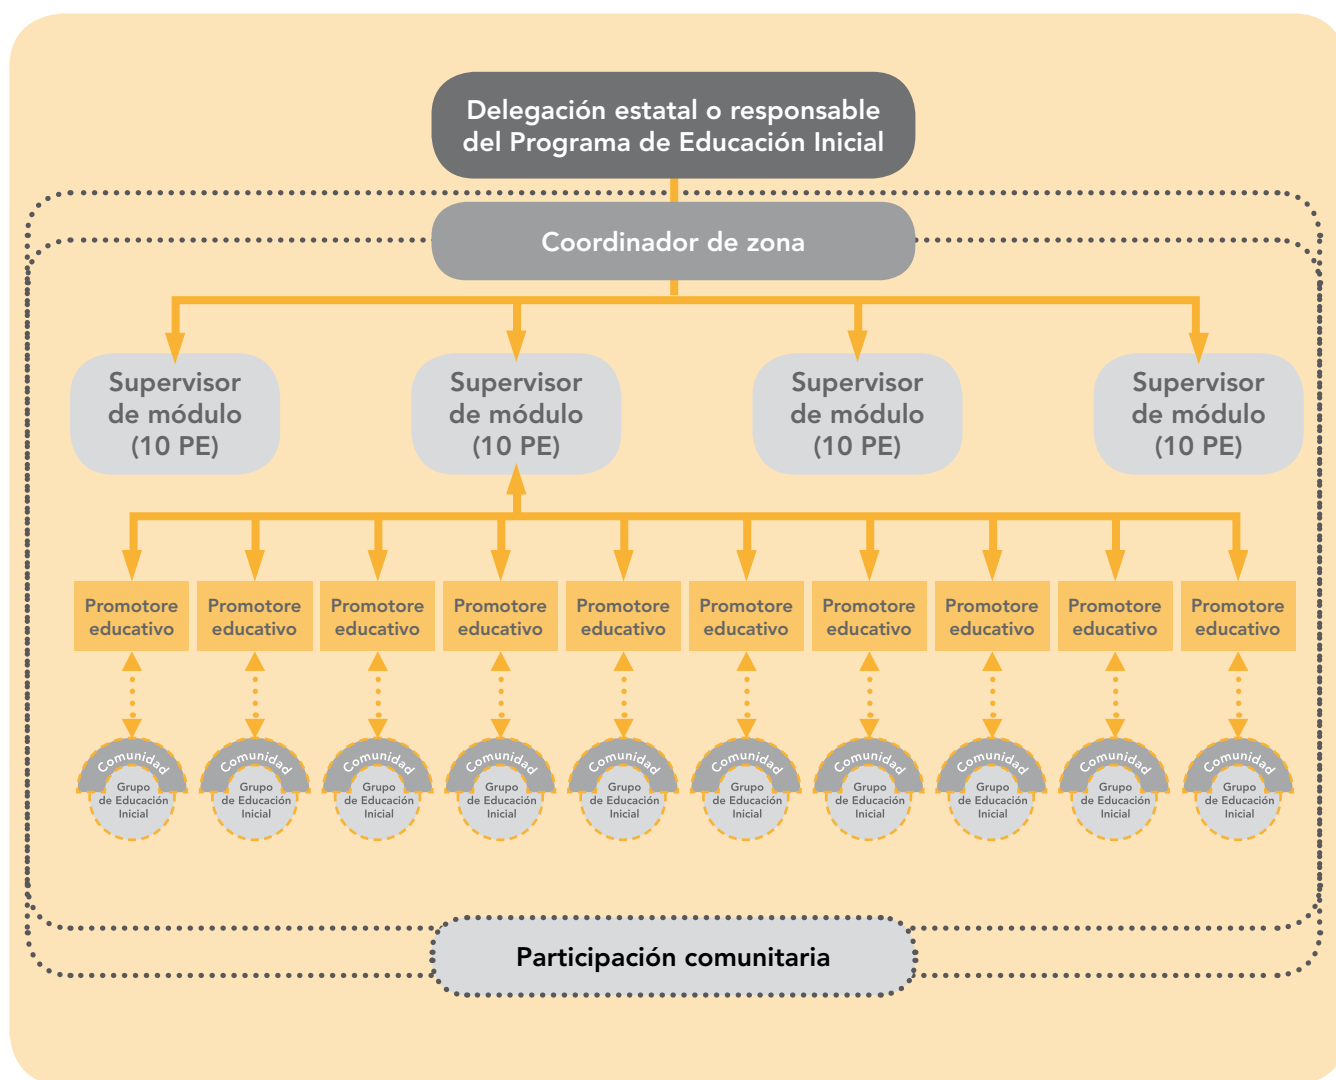 Delegación estatal o responsable
del Programa de Educación Inicial
Coordinador de zona
Supervisor
de módulo
(10 PE)
Supervisor
de módulo
(10 PE)
Supervisor
de módulo
(10 PE)
Supervisor
de módulo
(10 PE)
Promotore
educativo
Promotore
educativo
Promotore
educativo
Promotore
educativo
Promotore
educativo
Promotore
educativo
Promotore
educativo
Promotore
educativo
Promotore
educativo
Promotore
educativo
Comunidad
Grupo
de Educación
Inicial
Comunidad
Grupo
de Educación
Inicial
Comunidad
Grupo
de Educación
Inicial
Comunidad
Grupo
de Educación
Inicial
Comunidad
Grupo
de Educación
Inicial
Comunidad
Grupo
de Educación
Inicial
Comunidad
Grupo
de Educación
Inicial
Comunidad
Grupo
de Educación
Inicial
Comunidad
Grupo
de Educación
Inicial
Comunidad
Grupo
de Educación
Inicial
Participación comunitaria